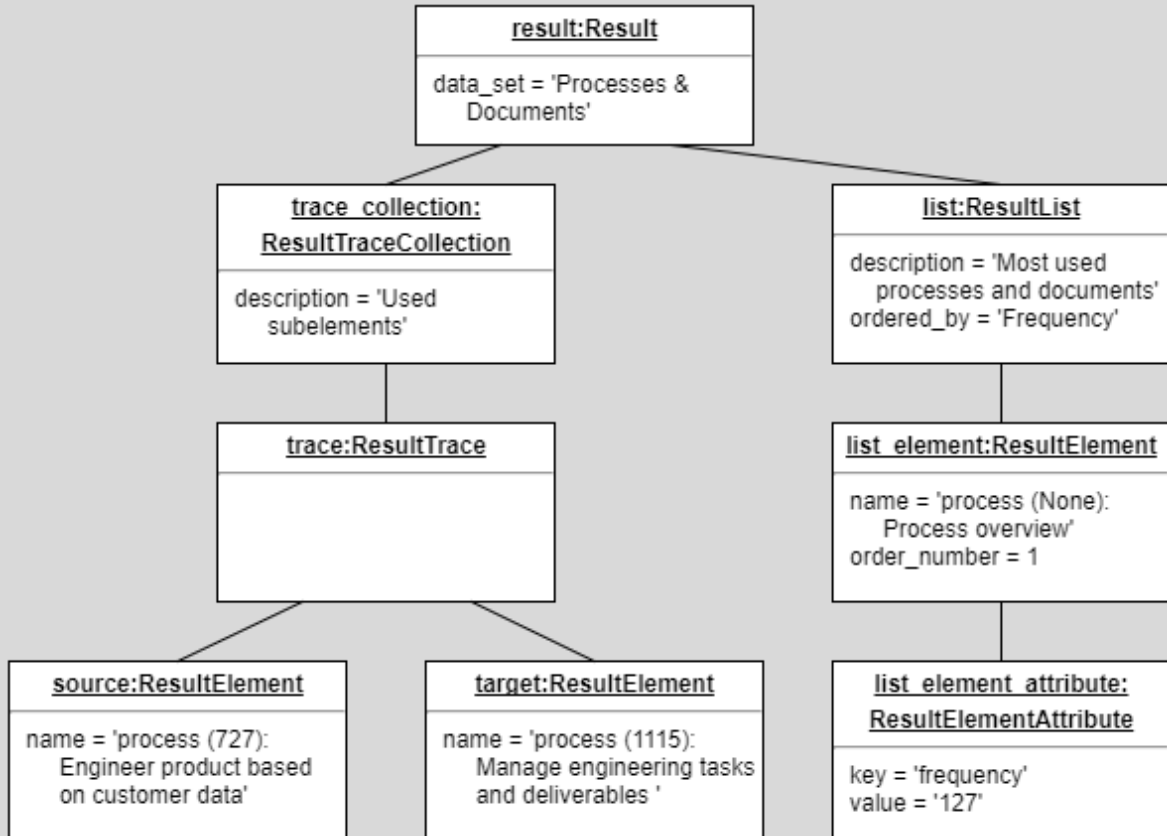 result:Result
data_set = 'Processes &
Documents'
trace_collection:
ResultTraceCollection
description = 'Used
subelements'
list:ResultList
description = 'Most used
processes and documents'
ordered_by = 'Frequency'
trace:ResultTrace
list_element:ResultElement
name = 'process (None):
Process overview'
order_number = 1
source:ResultElement
name = 'process (727):
Engineer product based
on customer data'
target:ResultElement
name = 'process (1115):
Manage engineering tasks
and deliverables '
list_element_attribute:
ResultElementAttribute
key = 'frequency'
value = '127'